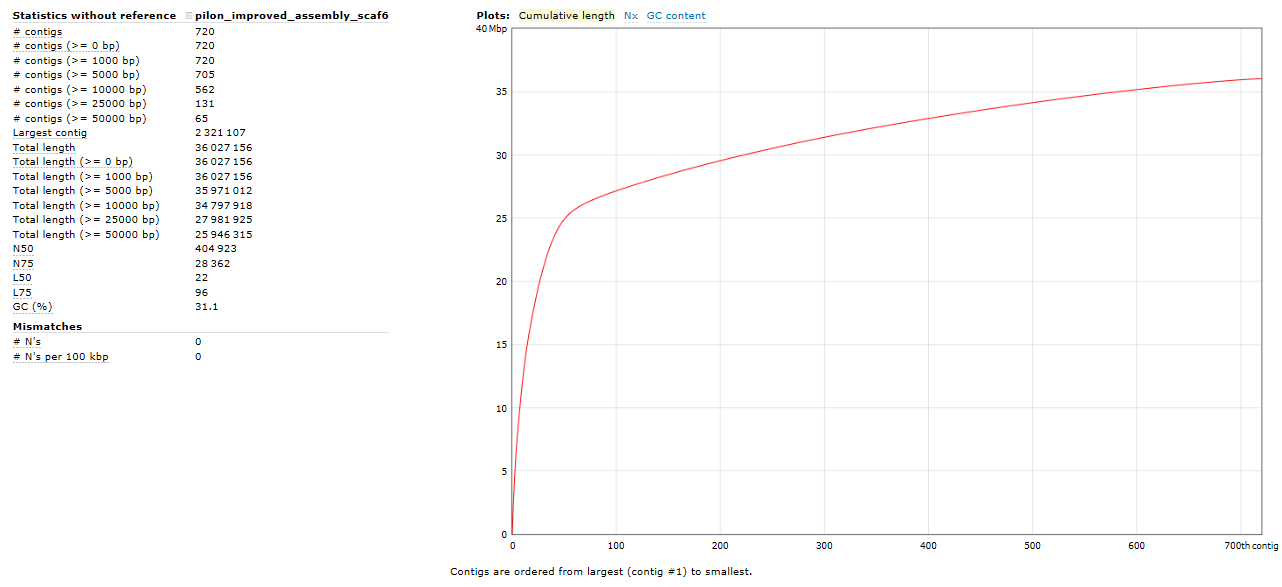 Statistics without reference ≡ pilon_improved_assembly_scaf6
# contigs 720
# contigs (>= 0 bp) 720
# contigs (>= 1000 bp) 720
# contigs (>= 5000 bp) 705
# contigs (>= 10000 bp) 562
# contigs (>= 25000 bp) 131
# contigs (>= 50000 bp) 65
Largest contig 2 321 107
Total length 36 027 156
Total length (>= 0 bp) 36 027 156
Total length (>= 1000 bp) 36 027 156
Total length (>= 5000 bp) 35 971 012
Total length (>= 10000 bp) 34 797 918
Total length (>= 25000 bp) 27 981 925
Total length (>= 50000 bp) 25 946 315
N50 404 923
N75 28 362
L50 22
L75 96
GC (%) 31.1
Mismatches
# N's 0
# N's per 100 kbp 0
Plots: Cumulative length Nx GC content
40 Mbp
35
30
25
20
15
10
5
0
0 100 200 300 400 500 600 700th contig
Contigs are ordered from largest (contig #1) to smallest.